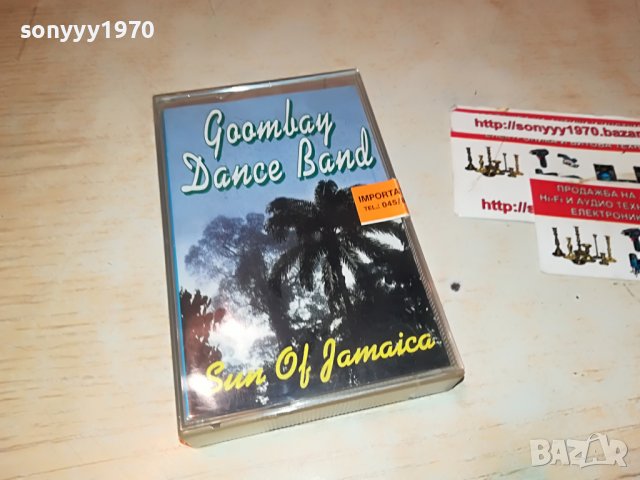 sonyyy1970
Goombay
Dance Band
IMPORTA
TEL.: 045/
Sun Of Jamaica
http://sonyyy1970.bazar
http://s
ПРОДАЖБА НА
HI-FI И АУДИО ТЕХ
ЕЛЕКТРОНИК
BAZAR